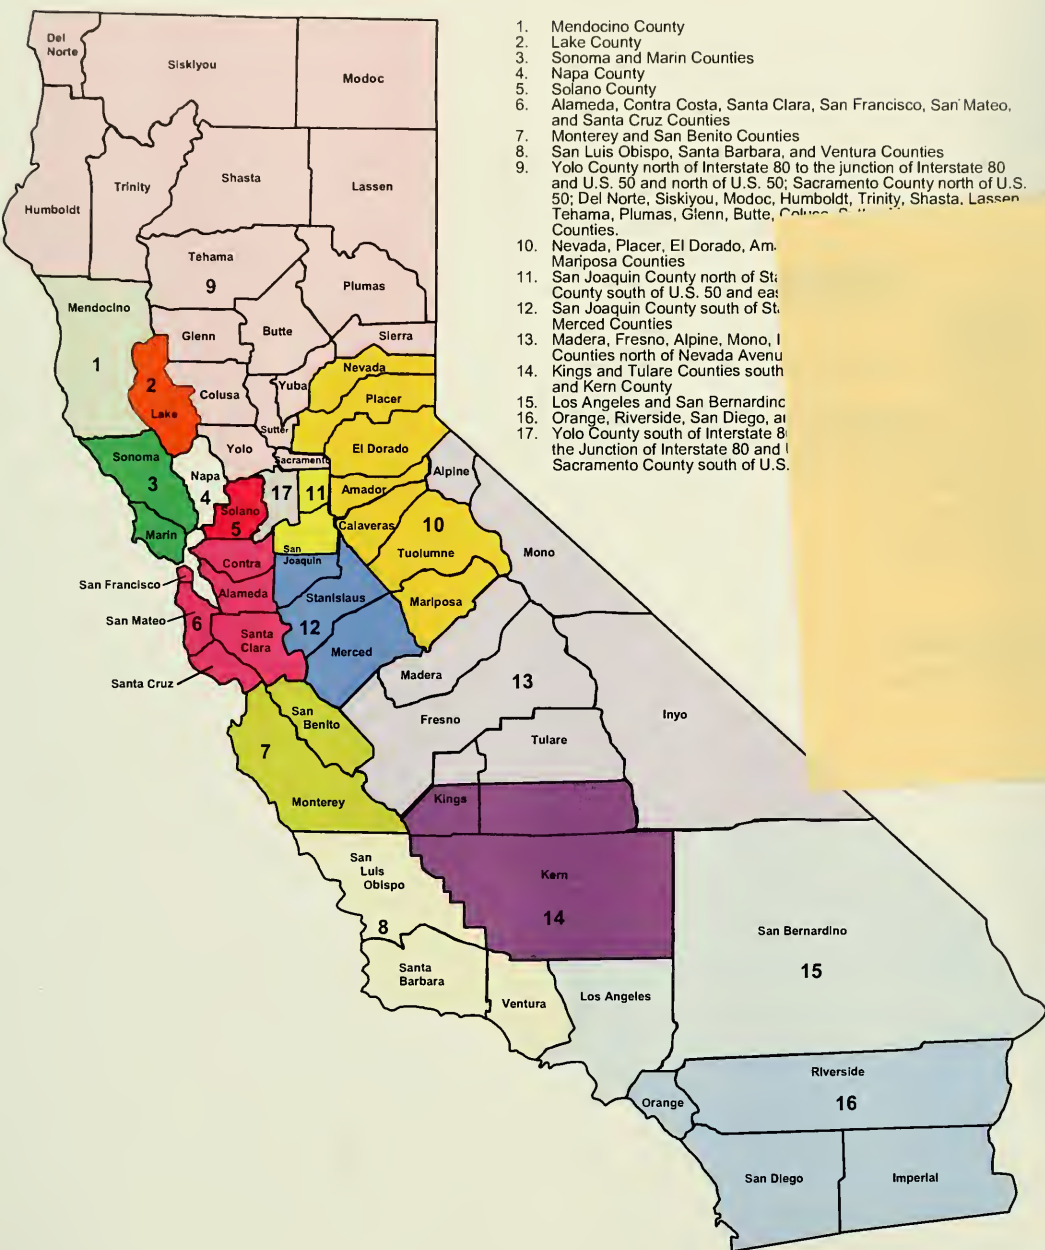 1. Mendocino County
2. Lake County
3. Sonoma and Marin Counties
4. Napa County
5. Solano County
6. Alameda, Contra Costa, Santa Clara, San Francisco, San Mateo,
and Santa Cruz Counties
7. Monterey and San Benito Counties
8. San Luis Obispo, Santa Barbara, and Ventura Counties
9. Yolo County north of Interstate 80 to the junction of Interstate 80
and U.S. 50 and north of U.S. 50; Sacramento County north of U.S.
50; Del Norte, Siskiyou, Modoc, Humboldt, Trinity, Shasta, Lassen
Tehama, Plumas, Glenn, Butte,
Counties.
10. Nevada, Placer, El Dorado,
Mariposa Counties
11. San Joaquin County north of
County south of U.S. 50 and
12. San Joaquin County south of
Merced Counties
13. Madera, Fresno, Alpine, Mono,
Counties north of Nevada
14. Kings and Tulare Counties south
and Kern County
15. Los Angeles and San
16. Orange, Riverside, San Diego,
17. Yolo County south of Interstate
the Junction of Interstate 80 and
Sacramento County south of U.S.
Del
Norte
Siskiyou
Modoc
Humboldt
Trinity
Shasta
Lassen
Tehama
9
Plumas
Mendocino
1
Glenn
Butte
Sierra
2
Lake
Colusa
Yuba
Nevada
Placer
Sutter
Yolo
Sacramento
El Dorado
Sonoma
3
Napa
4
17
11
Alpine
Solano
5
Amador
Marin
Calaveras
10
Tuolumne
Mono
San
Joaquin
Contra
San Francisco
Alameda
Stanislaus
Mariposa
San Mateo
6
Santa
Clara
12
Merced
Santa Cruz
Madera
13
San
Benito
Fresno
Inyo
7
Tulare
Monterey
Kings
San
Luis
Obispo
8
Kern
14
San Bernardino
15
Santa
Barbara
Ventura
Los Angeles
Riverside
16
Orange
San Diego
Imperial